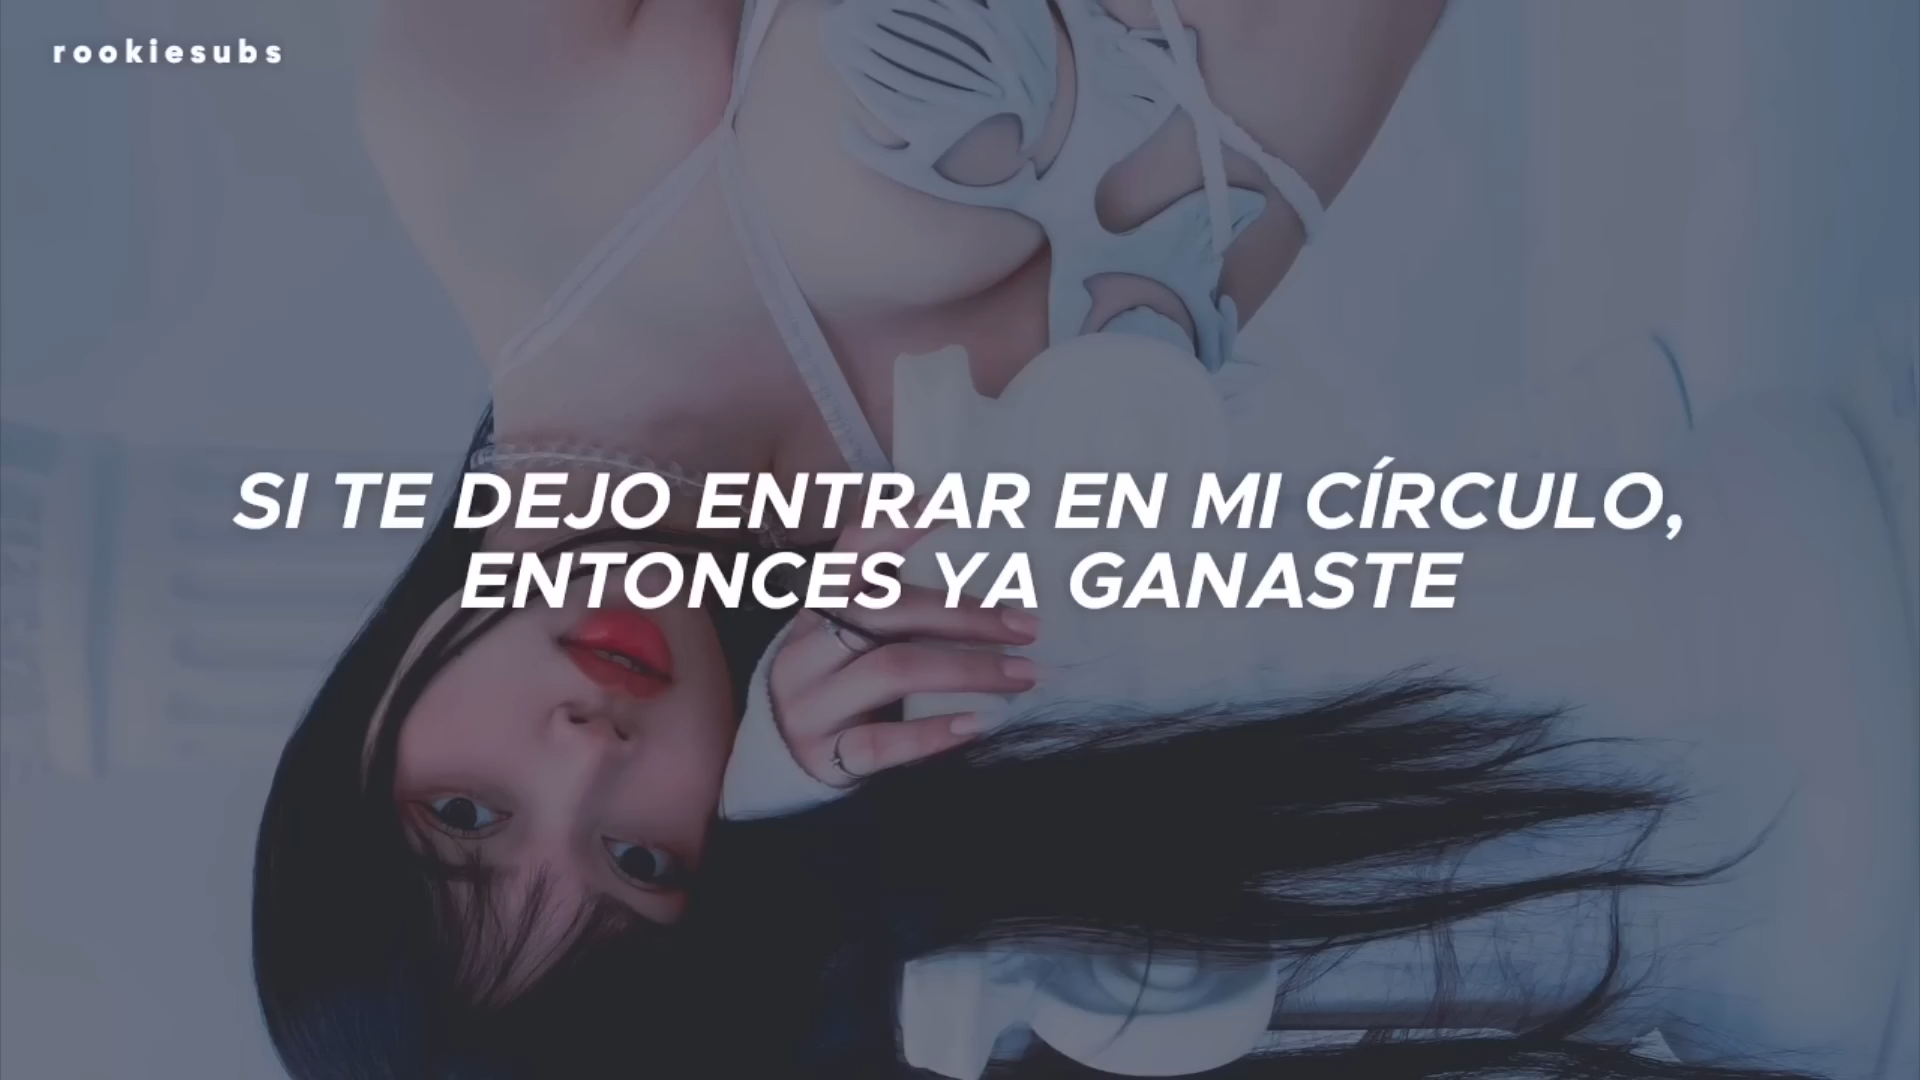 rookiesubs
SI TE DEJO ENTRAR EN MI CÍRCULO,
ENTONCES YA GANASTE